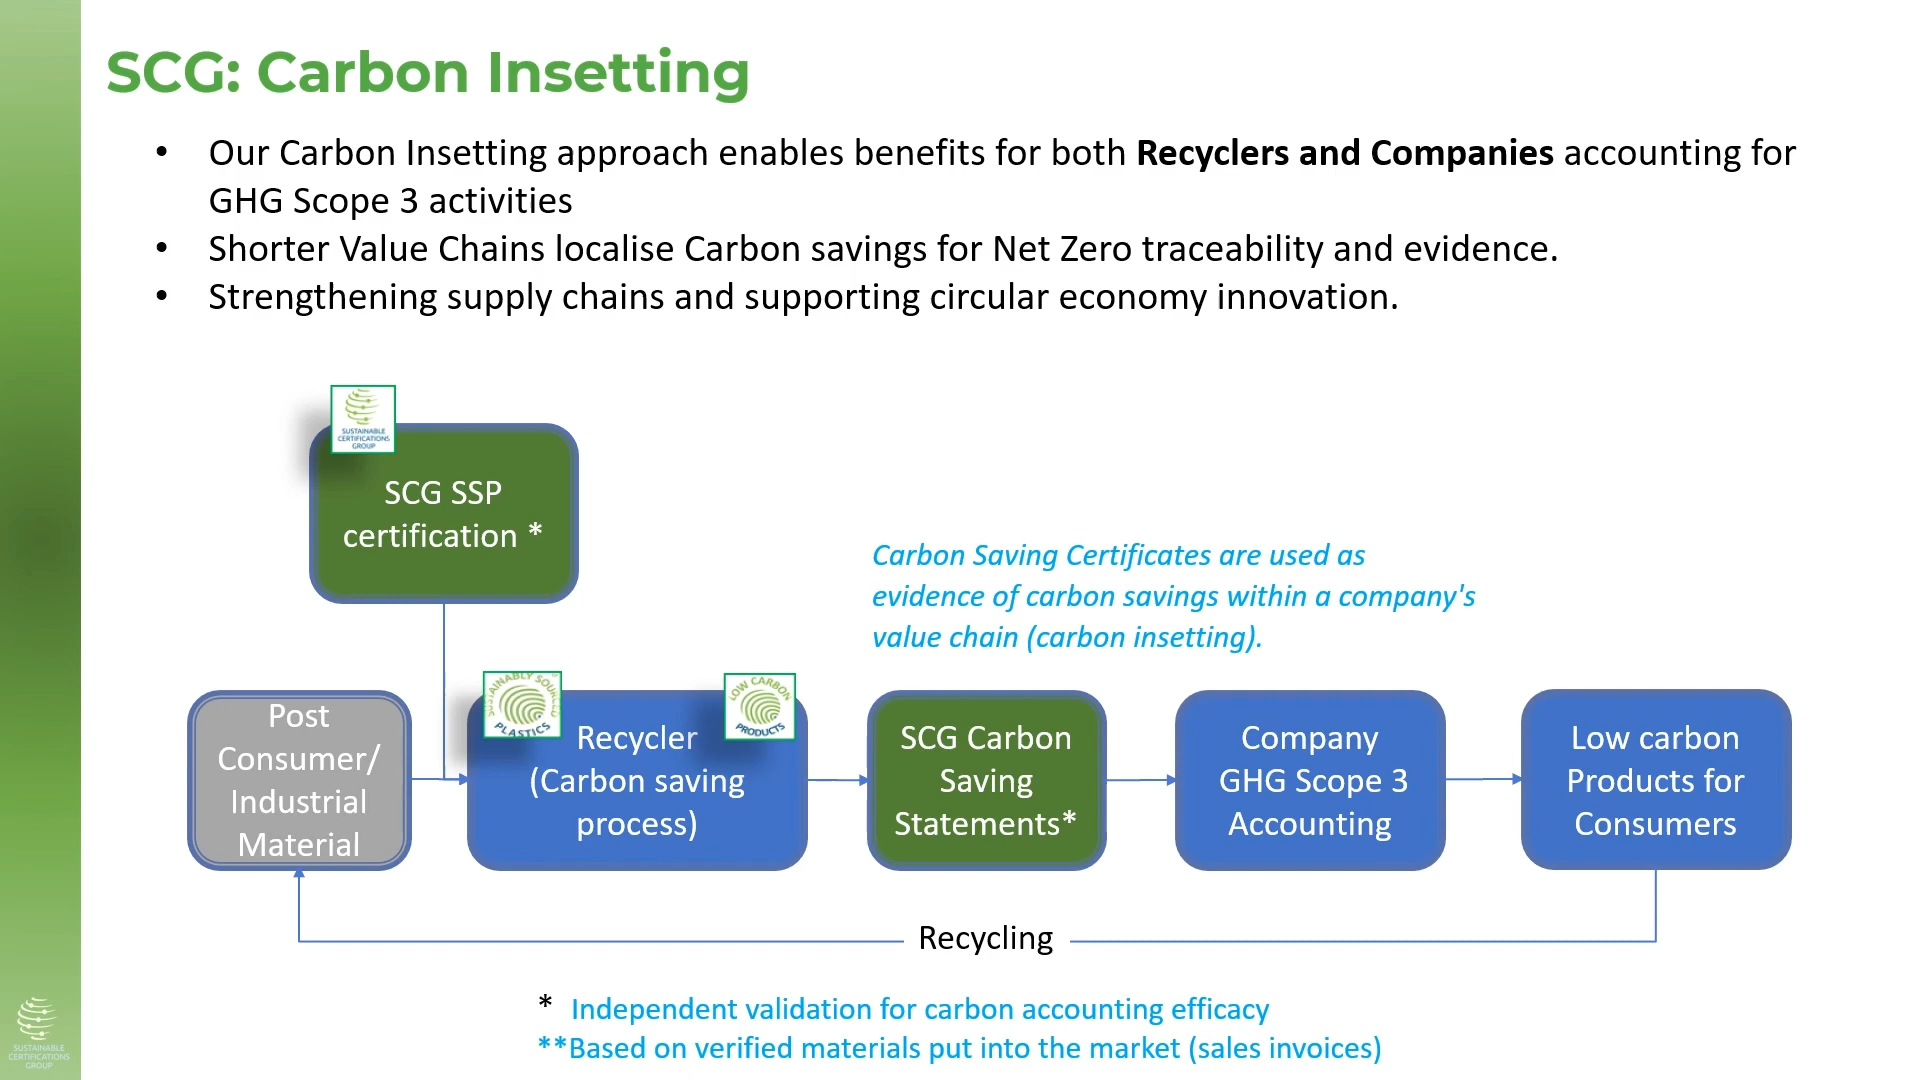 SCG: Carbon Insetting
• Our Carbon Insetting approach enables benefits for both Recyclers and Companies accounting for
GHG Scope 3 activities
• Shorter Value Chains localise Carbon savings for Net Zero traceability and evidence.
• Strengthening supply chains and supporting circular economy innovation.
SUSTAINABLE
CERTIFICATIONS
GROUP
SCG SSP
certification *
Carbon Saving Certificates are used as
evidence of carbon savings within a company's
value chain (carbon insetting).
Post
Consumer/
Industrial
Material
SUSTAINABLY SOURCED
PLASTICS
LOW CARBON
PRODUCTS
Recycler
(Carbon saving
process)
SCG Carbon
Saving
Statements*
Company
GHG Scope 3
Accounting
Low carbon
Products for
Consumers
Recycling
* Independent validation for carbon accounting efficacy
**Based on verified materials put into the market (sales invoices)
SUSTAINABLE
CERTIFICATIONS
GROUP